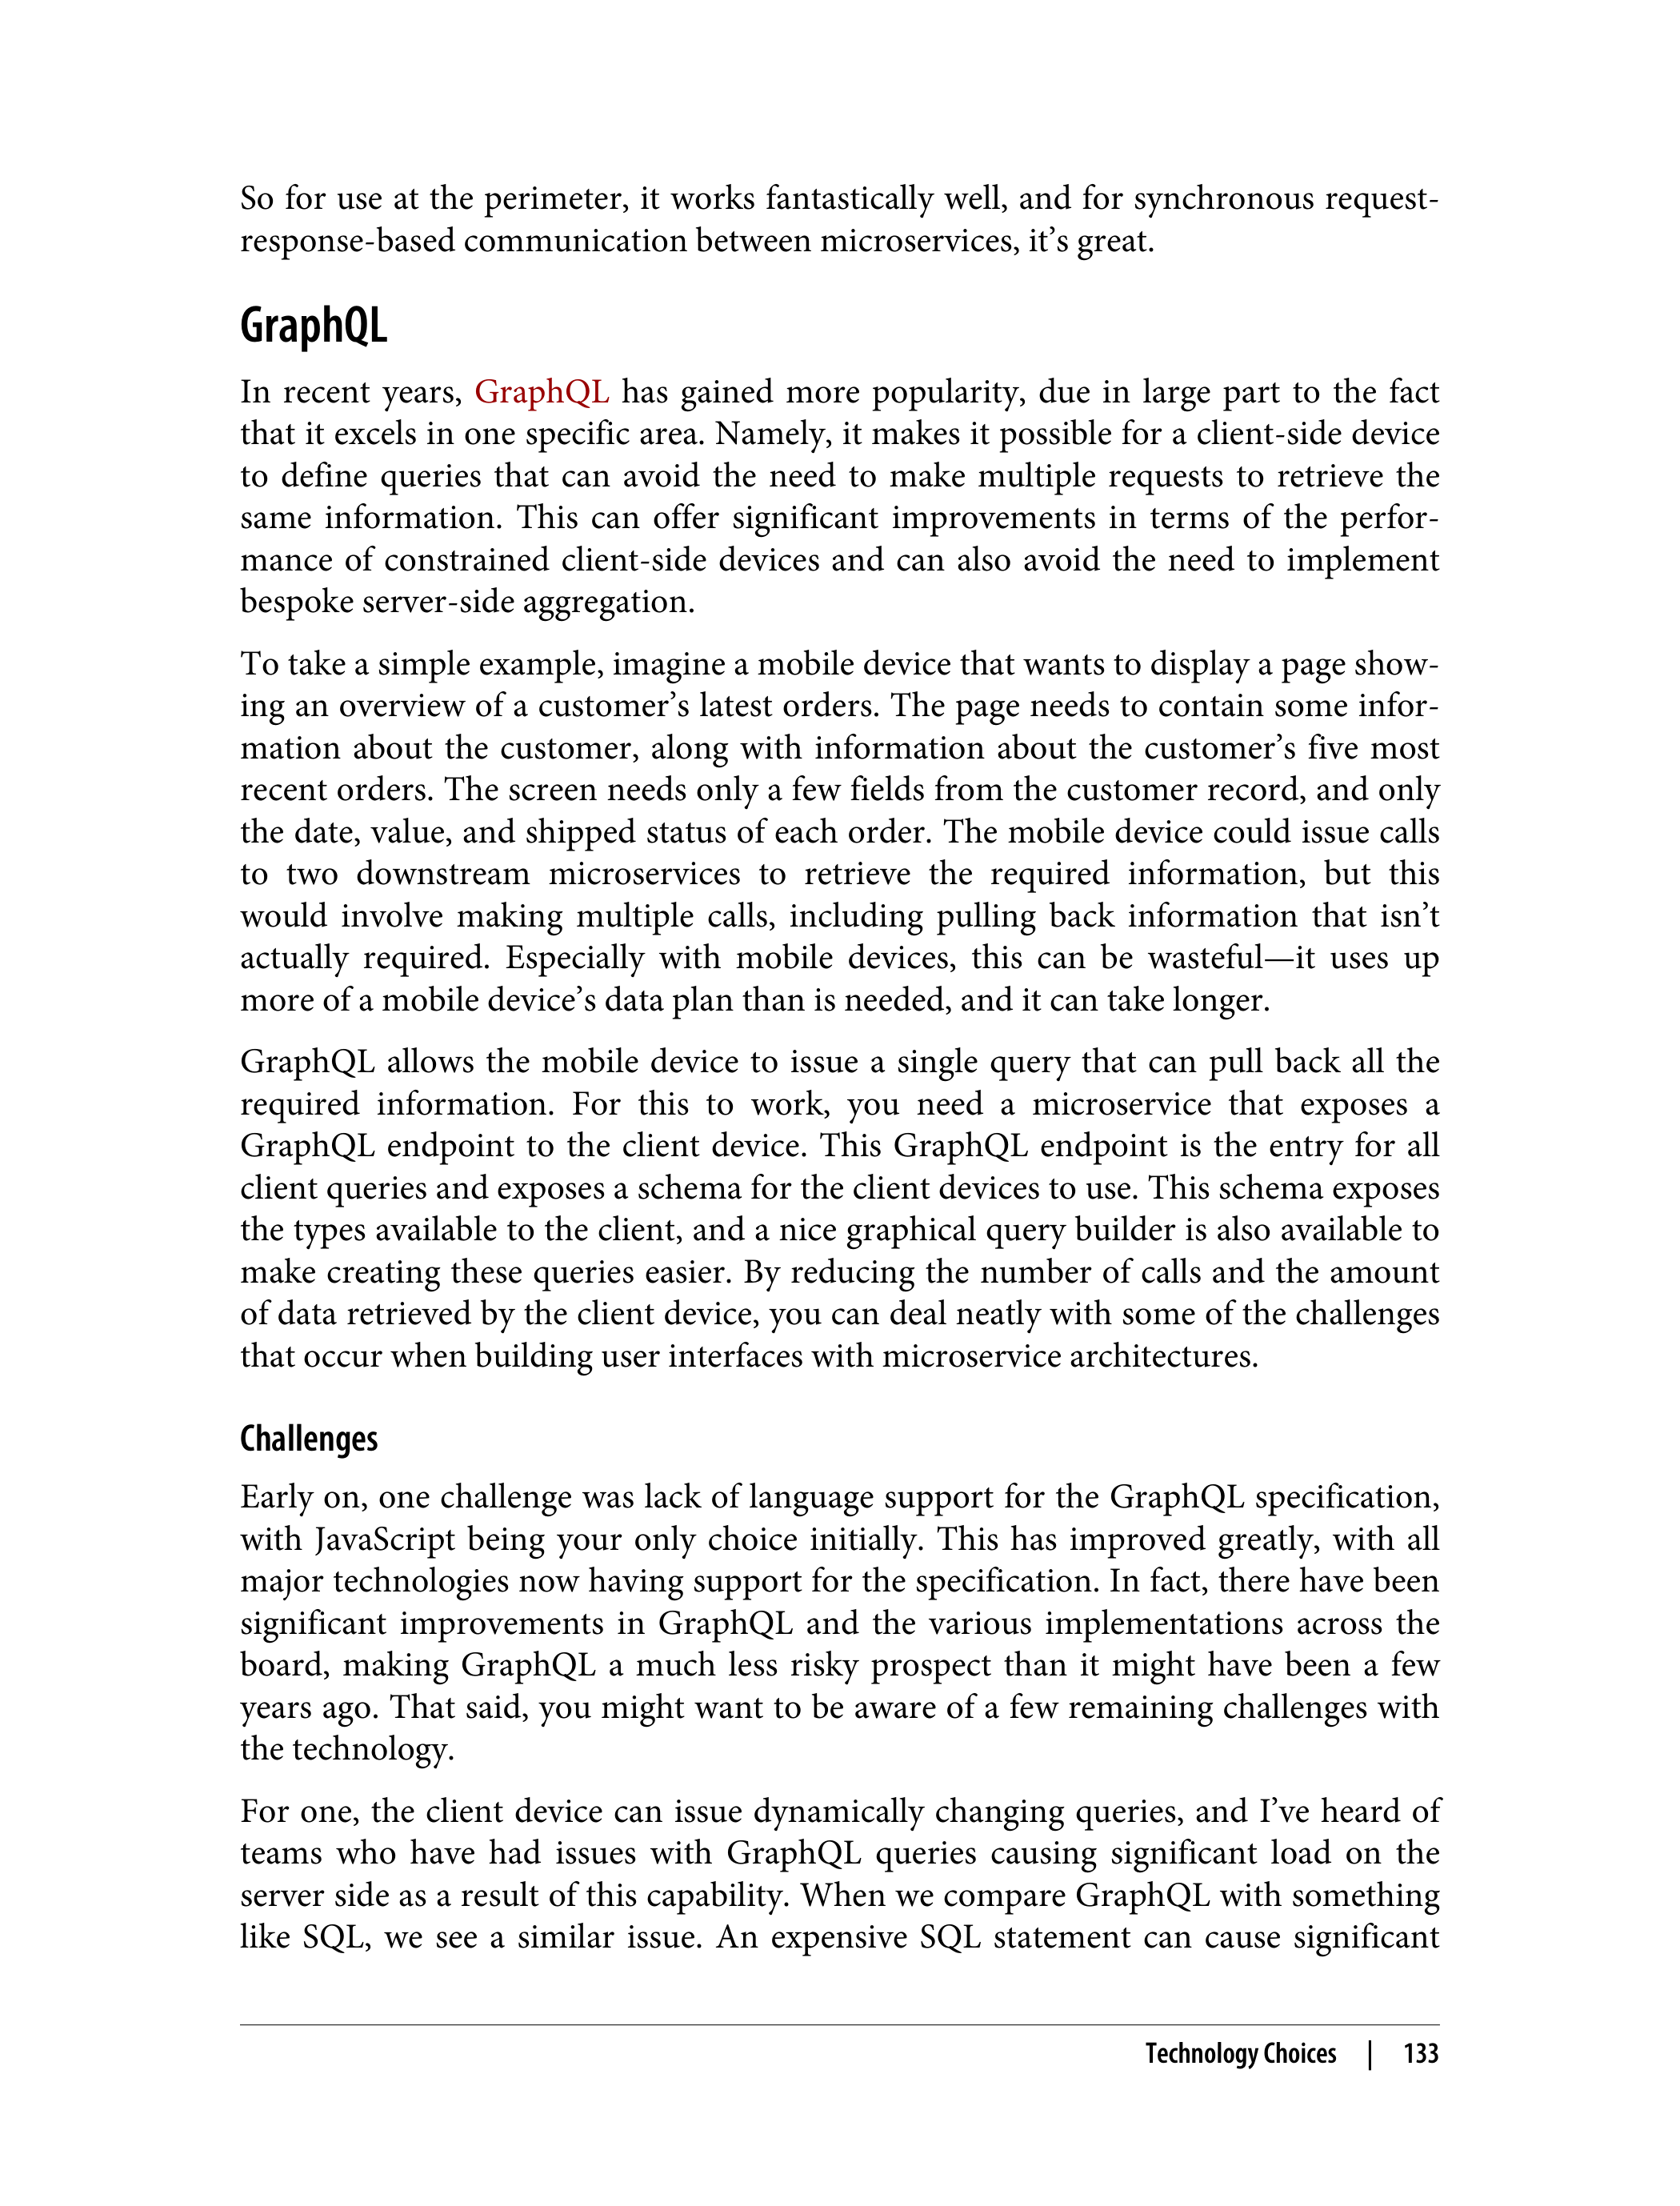 So for use at the perimeter, it works fantastically well, and for synchronous request-
response-based communication between microservices, it’s great.
GraphQL
In recent years, GraphQL has gained more popularity, due in large part to the fact
that it excels in one specific area. Namely, it makes it possible for a client-side device
to define queries that can avoid the need to make multiple requests to retrieve the
same information. This can offer significant improvements in terms of the perfor-
mance of constrained client-side devices and can also avoid the need to implement
bespoke server-side aggregation.
To take a simple example, imagine a mobile device that wants to display a page show-
ing an overview of a customer’s latest orders. The page needs to contain some infor-
mation about the customer, along with information about the customer’s five most
recent orders. The screen needs only a few fields from the customer record, and only
the date, value, and shipped status of each order. The mobile device could issue calls
to two downstream microservices to retrieve the required information, but this
would involve making multiple calls, including pulling back information that isn’t
actually required. Especially with mobile devices, this can be wasteful—it uses up
more of a mobile device’s data plan than is needed, and it can take longer.
GraphQL allows the mobile device to issue a single query that can pull back all the
required information. For this to work, you need a microservice that exposes a
GraphQL endpoint to the client device. This GraphQL endpoint is the entry for all
client queries and exposes a schema for the client devices to use. This schema exposes
the types available to the client, and a nice graphical query builder is also available to
make creating these queries easier. By reducing the number of calls and the amount
of data retrieved by the client device, you can deal neatly with some of the challenges
that occur when building user interfaces with microservice architectures.
Challenges
Early on, one challenge was lack of language support for the GraphQL specification,
with JavaScript being your only choice initially. This has improved greatly, with all
major technologies now having support for the specification. In fact, there have been
significant improvements in GraphQL and the various implementations across the
board, making GraphQL a much less risky prospect than it might have been a few
years ago. That said, you might want to be aware of a few remaining challenges with
the technology.
For one, the client device can issue dynamically changing queries, and I’ve heard of
teams who have had issues with GraphQL queries causing significant load on the
server side as a result of this capability. When we compare GraphQL with something
like SQL, we see a similar issue. An expensive SQL statement can cause significant
Technology Choices | 133